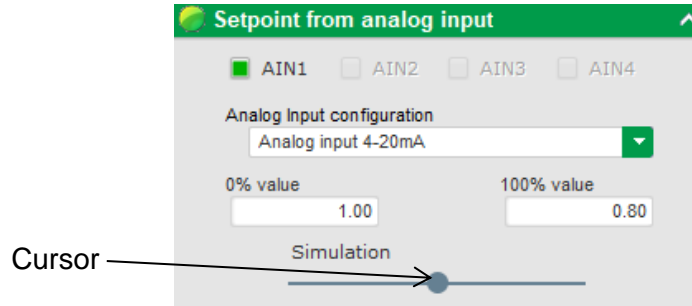 Setpoint from analog input
AIN1 AIN2 AIN3 AIN4
Analog Input configuration
Analog input 4-20mA
0% value 100% value
1.00 0.80
Simulation
Cursor